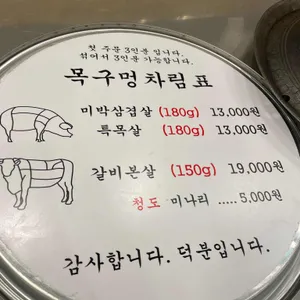 첫 주문 3인분 입니다.
섞어서 3인분 가능합니다.
목구멍차림표
미박삼겹살 (180g) 13,000원
특목살 (180g) 13,000원
갈비본살 (150g) 19,000원
청도 미나리 ..... 5,000원
감사합니다. 덕분입니다.